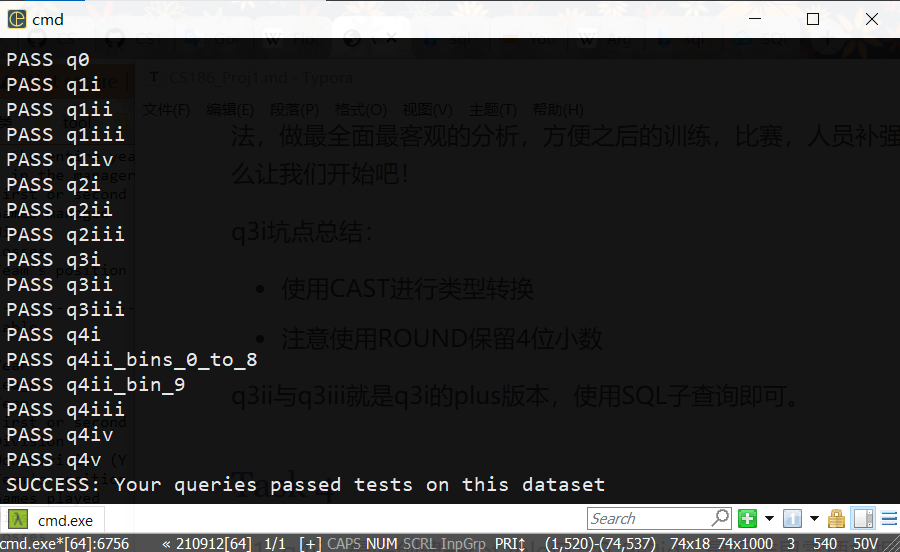 cmd
PASS q0
PASS q1i
PASS q1ii
PASS q1iii
PASS q1iv
PASS q2i
PASS q2ii
PASS q2iii
PASS q3i
PASS q3ii
PASS q3iii
PASS q4i
PASS q4ii_bins_0_to_8
PASS q4ii_bin_9
PASS q4iii
PASS q4iv
PASS q4v
SUCCESS: Your queries passed tests on this dataset
CS186_Proj1.md - Typora
文件(F) 编辑(E) 段落(P) 格式(O) 视图(V) 主题(T) 帮助(H)
法，做最全面最客观的分析，方便之后的训练，比赛，人员补强
么让我们开始吧！
q3i坑点总结：
• 使用CAST进行类型转换
• 注意使用ROUND保留4位小数
q3ii与q3iii就是q3i的plus版本，使用SQL子查询即可。
cmd.exe
Search
cmd.exe*[64]:6756 « 210912[64] 1/1 [+] CAPS NUM SCRL InpGrp PRI↕ (1,520)-(74,537) 74x18 74x1000 3 540 50V